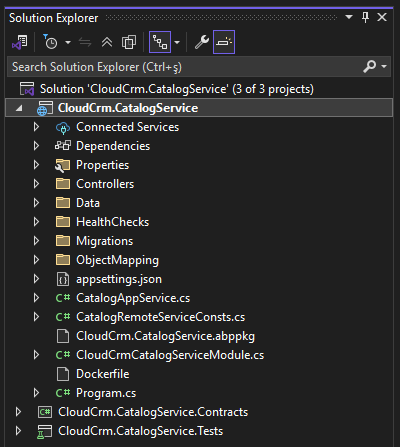 Solution Explorer
Search Solution Explorer (Ctrl+ş)
Solution 'CloudCrm.CatalogService' (3 of 3 projects)
CloudCrm.CatalogService
Connected Services
Dependencies
Properties
Controllers
Data
HealthChecks
Migrations
ObjectMapping
appsettings.json
C# CatalogAppService.cs
C# CatalogRemoteServiceConsts.cs
CloudCrm.CatalogService.abppkg
C# CloudCrmCatalogServiceModule.cs
Dockerfile
C# Program.cs
C# CloudCrm.CatalogService.Contracts
CloudCrm.CatalogService.Tests